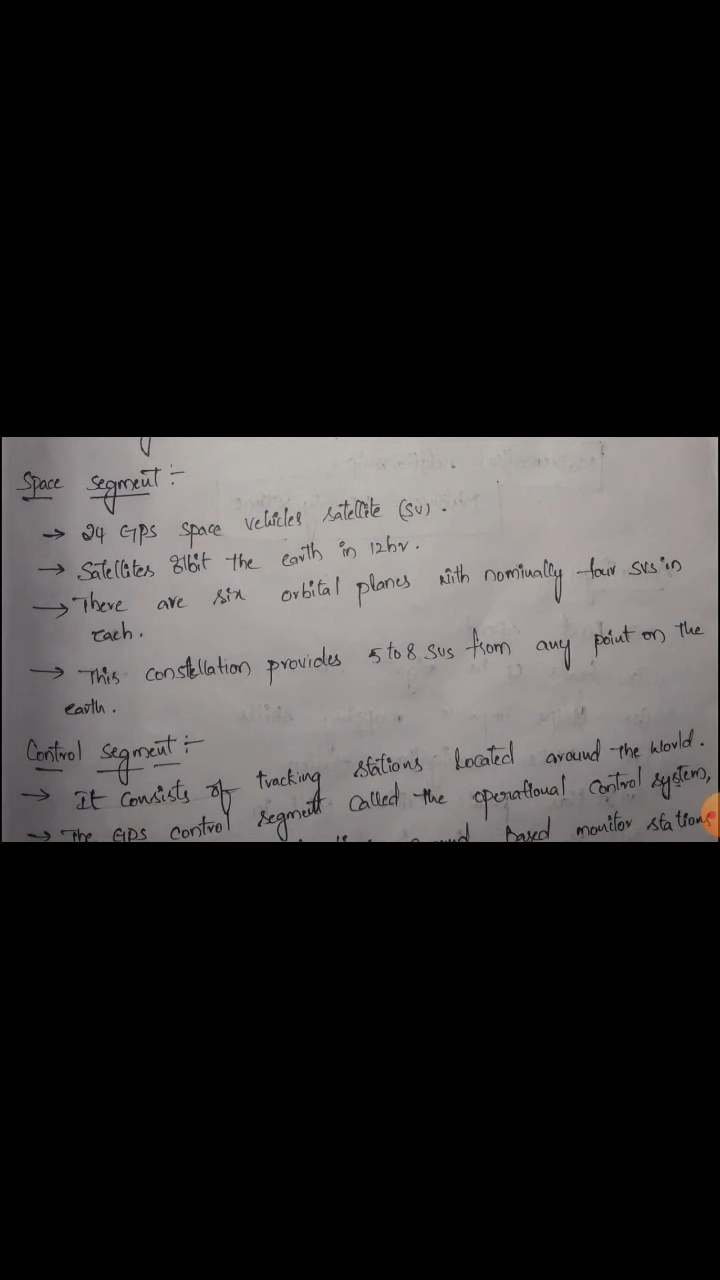 Space segment :-
→ 24 GPS space vehicles satellite (SV).
→ Satellites orbit the earth in 12hr.
→ There are six orbital planes with nominally four SVs in
each.
→ This constellation provides 5 to 8 SVs from any point on the
earth.
Control segment :-
→ It consists of tracking stations located around the world.
→ The GPS control segment called the operational control system,
Based monitor stations